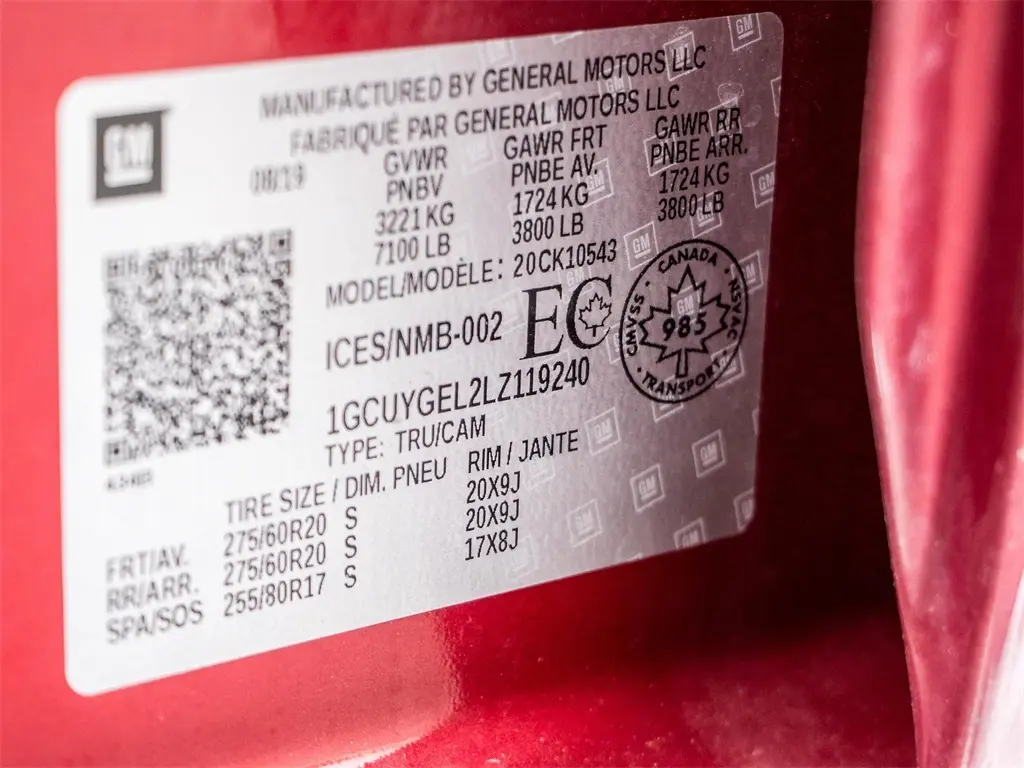 GM
MANUFACTURED BY GENERAL MOTORS LLC
FABRIQUÉ PAR GENERAL MOTORS LLC
08/19
GVWR GAWR FRT GAWR RR
PNBV PNBE AV. PNBE ARR.
3221 KG 1724 KG 1724 KG
7100 LB 3800 LB 3800 LB
MODEL/MODÈLE: 20CK10543
ICES/NMB-002 EC
CANADA
CMVSS 985 NSVAC
TRANSPORT
1GCUYGEL2LZ119240
TYPE: TRU/CAM
TIRE SIZE / DIM. PNEU RIM / JANTE
FRT/AV. 275/60R20 S 20X9J
RR/ARR. 275/60R20 S 20X9J
SPA/SOS 255/80R17 S 17X8J